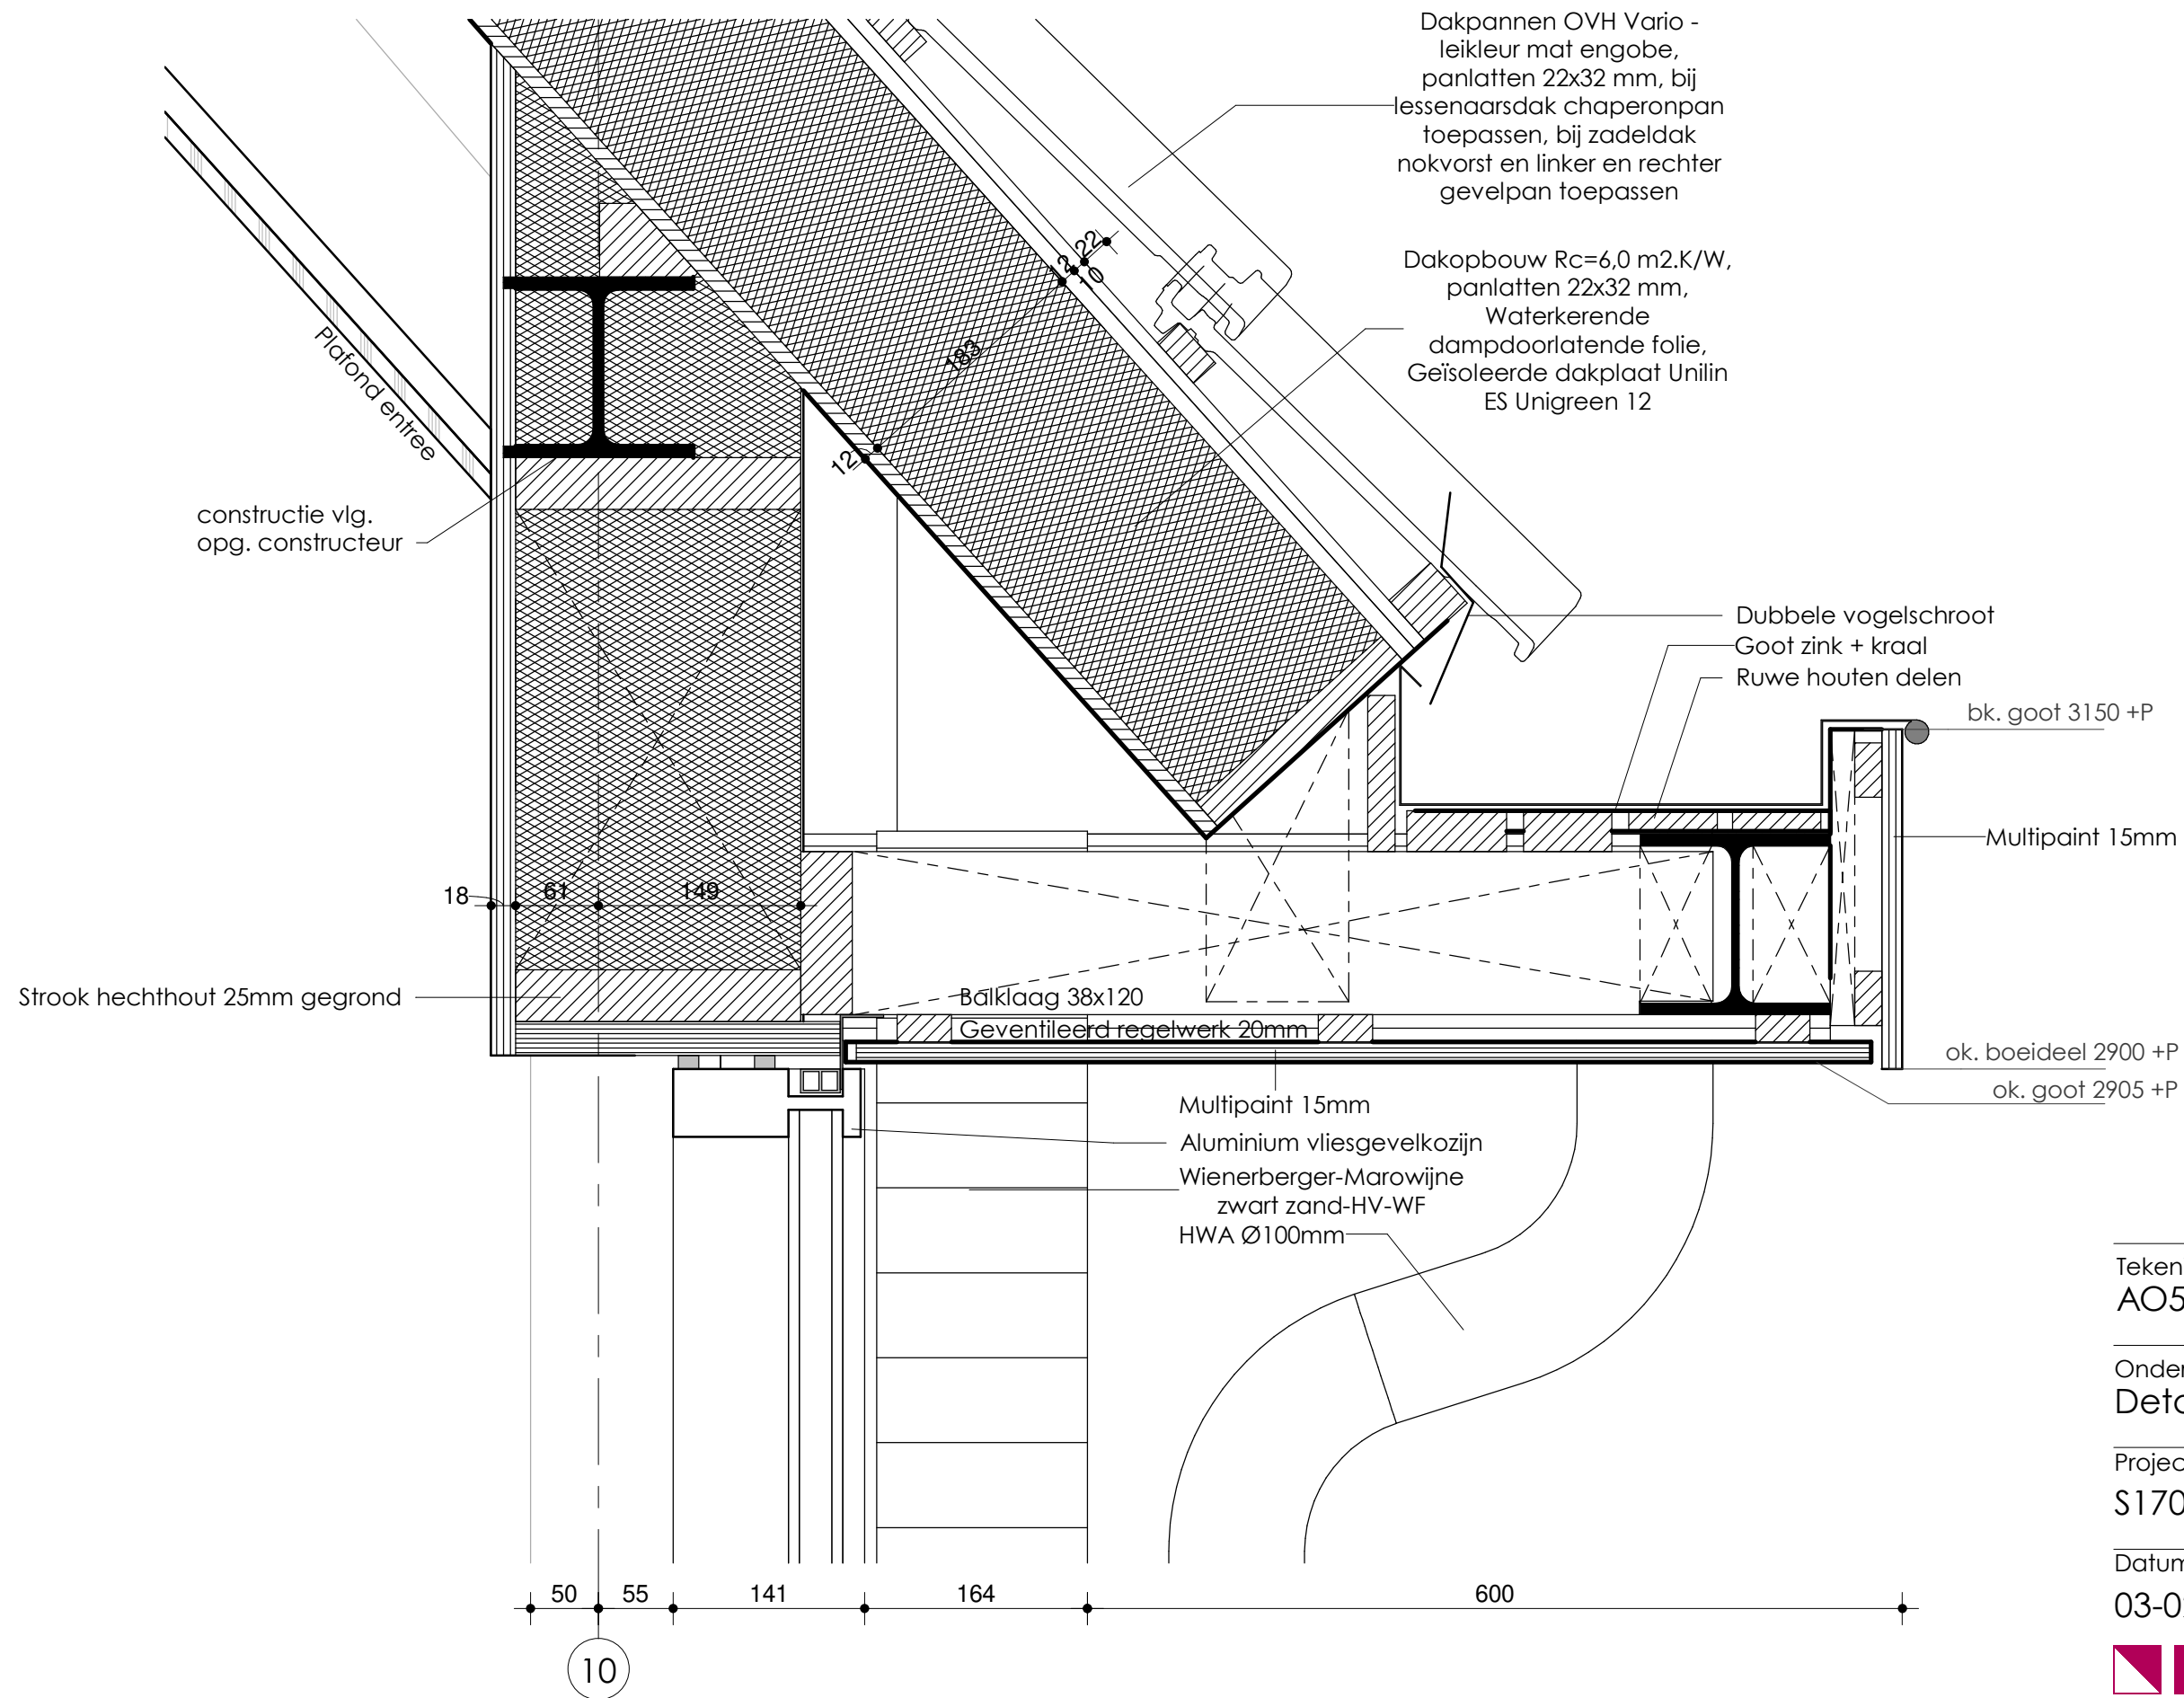 Dakpannen OVH Vario -
leikleur mat engobe,
panlatten 22x32 mm, bij
lessenaarsdak chaperonpan
toepassen, bij zadeldak
nokvorst en linker en rechter
gevelpan toepassen
Dakopbouw Rc=6,0 m2.K/W,
panlatten 22x32 mm,
Waterkerende
dampdoorlatende folie,
Geïsoleerde dakplaat Unilin
ES Unigreen 12
22
12
10
183
12
Plafond entree
constructie vlg.
opg. constructeur
Dubbele vogelschroot
Goot zink + kraal
Ruwe houten delen
bk. goot 3150 +P
Multipaint 15mm
18
61
149
Strook hechthout 25mm gegrond
Balklaag 38x120
Geventileerd regelwerk 20mm
ok. boeideel 2900 +P
ok. goot 2905 +P
Multipaint 15mm
Aluminium vliesgevelkozijn
Wienerberger-Marowijne
zwart zand-HV-WF
HWA Ø100mm
Teken
AO5
Onder
Deta
Projec
S170
Datum
03-0
50
55
141
164
600
10